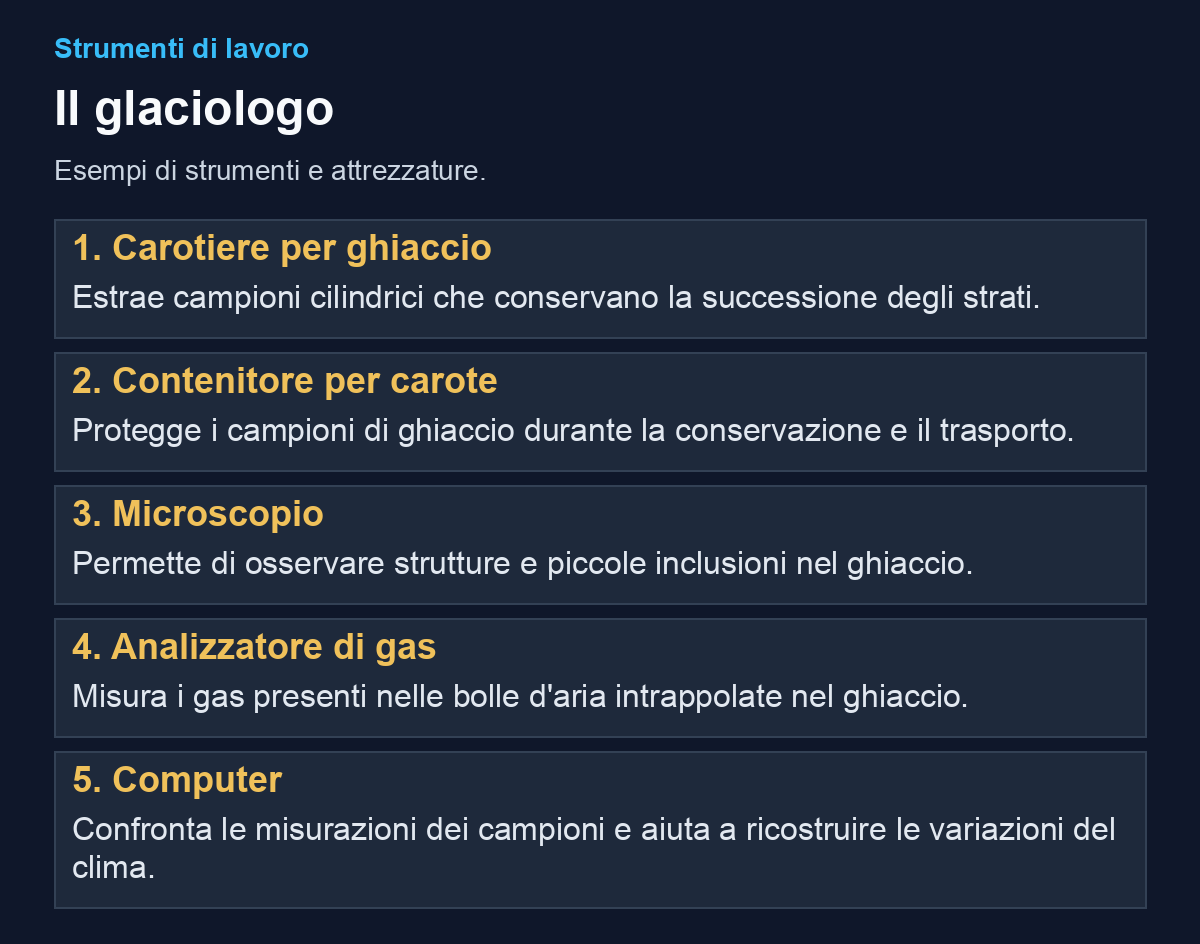 Strumenti di lavoro
Il glaciologo
Esempi di strumenti e attrezzature.
1. Carotiere per ghiaccio
Estrae campioni cilindrici che conservano la successione degli strati.
2. Contenitore per carote
Protegge i campioni di ghiaccio durante la conservazione e il trasporto.
3. Microscopio
Permette di osservare strutture e piccole inclusioni nel ghiaccio.
4. Analizzatore di gas
Misura i gas presenti nelle bolle d'aria intrappolate nel ghiaccio.
5. Computer
Confronta le misurazioni dei campioni e aiuta a ricostruire le variazioni del
clima.